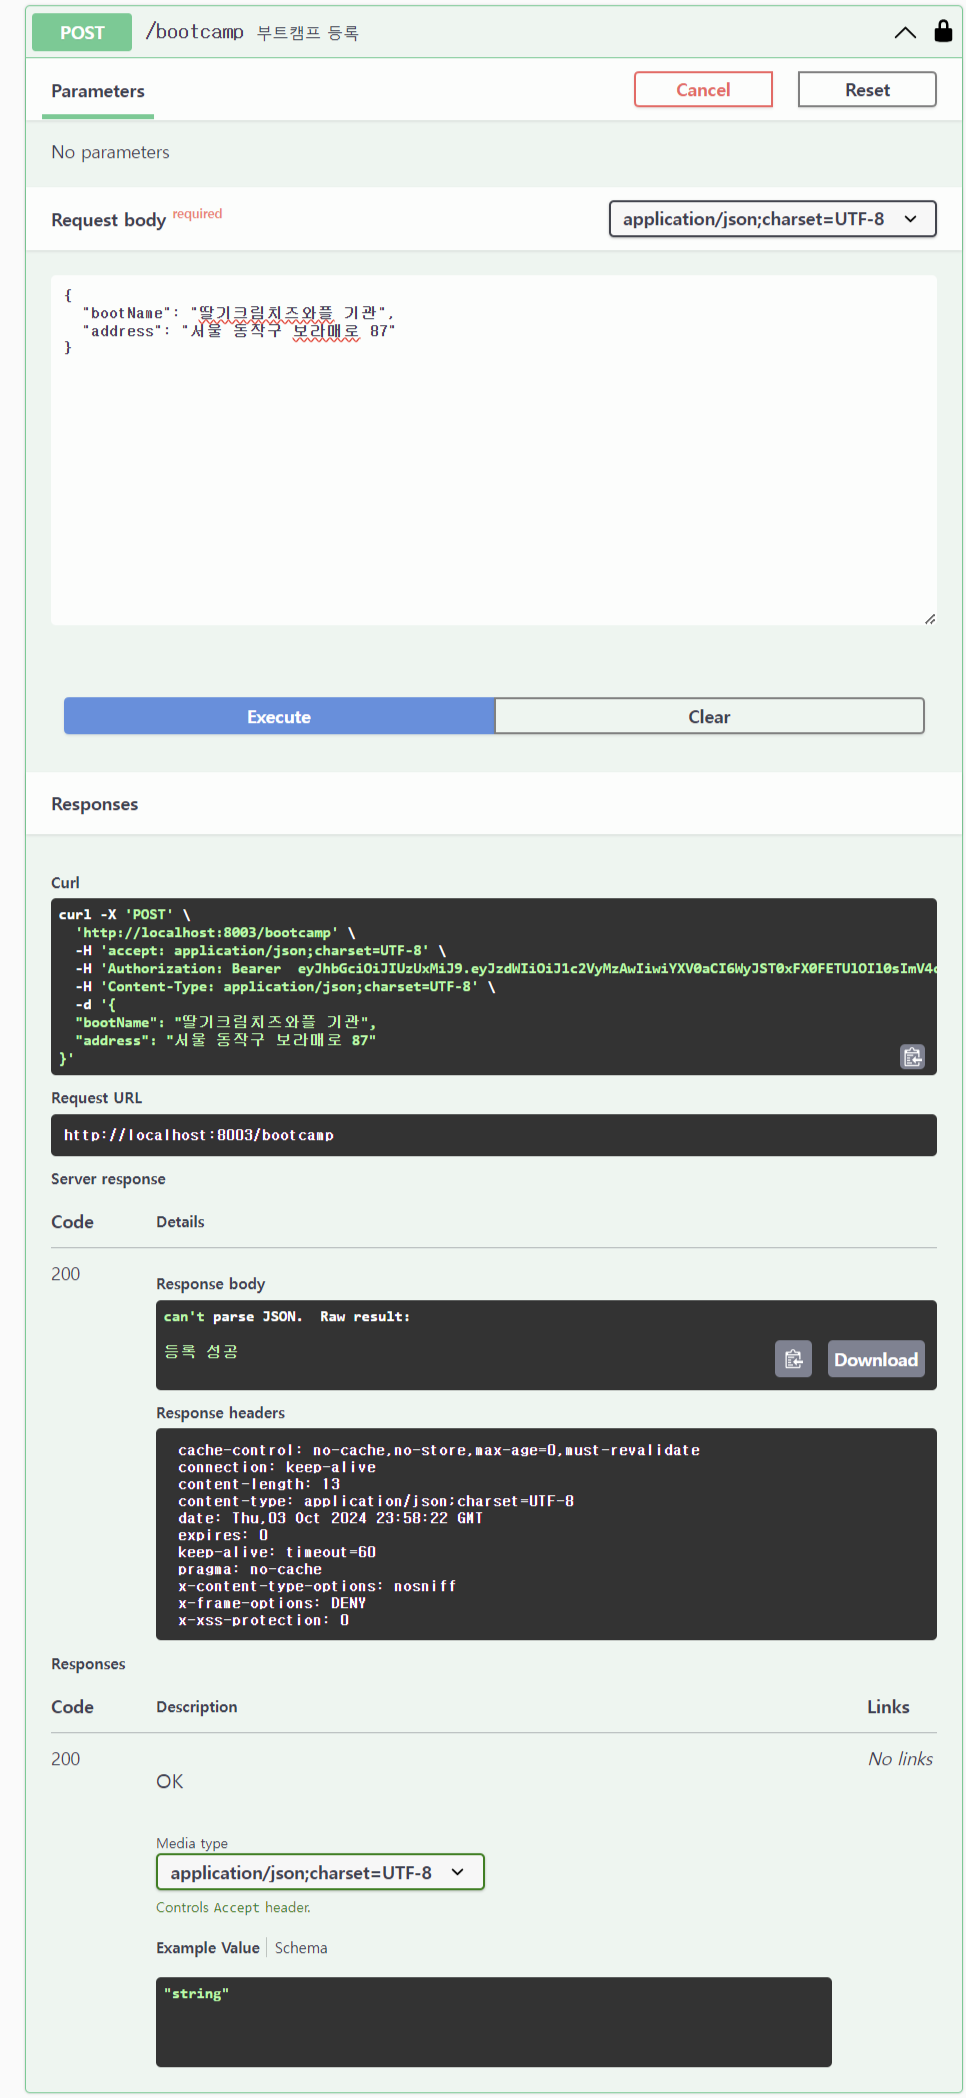 POST /bootcamp 부트캠프 등록
Parameters
Cancel
Reset
No parameters
Request body required
application/json;charset=UTF-8
{
  "bootName": "딸기크림치즈와플 기관",
  "address": "서울 동작구 보라매로 87"
}
Execute
Clear
Responses
Curl
curl -X 'POST' \
  'http://localhost:8003/bootcamp' \
  -H 'accept: application/json;charset=UTF-8' \
  -H 'Authorization: Bearer  eyJhbGciOiJIUzUxMiJ9.eyJzdWIiOiJ1c2VyMzAwIiwiYXV0aCI6WyJST0xFX0FETUlOIl0sImV4
  -H 'Content-Type: application/json;charset=UTF-8' \
  -d '{
  "bootName": "딸기크림치즈와플 기관",
  "address": "서울 동작구 보라매로 87"
}'
Request URL
http://localhost:8003/bootcamp
Server response
Code Details
200
Response body
can't parse JSON.  Raw result:
등록 성공
Download
Response headers
cache-control: no-cache,no-store,max-age=0,must-revalidate
connection: keep-alive
content-length: 13
content-type: application/json;charset=UTF-8
date: Thu,03 Oct 2024 23:58:22 GMT
expires: 0
keep-alive: timeout=60
pragma: no-cache
x-content-type-options: nosniff
x-frame-options: DENY
x-xss-protection: 0
Responses
Code Description Links
200 No links
OK
Media type
application/json;charset=UTF-8
Controls Accept header.
Example Value Schema
"string"